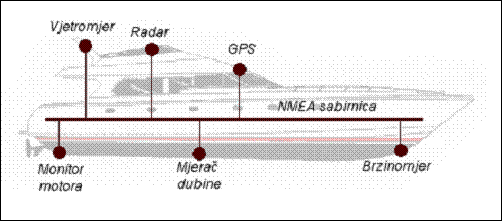 Vjetromjer
Radar
GPS
NMEA sabirnica
Monitor
motora
Mjerač
dubine
Brzinomjer